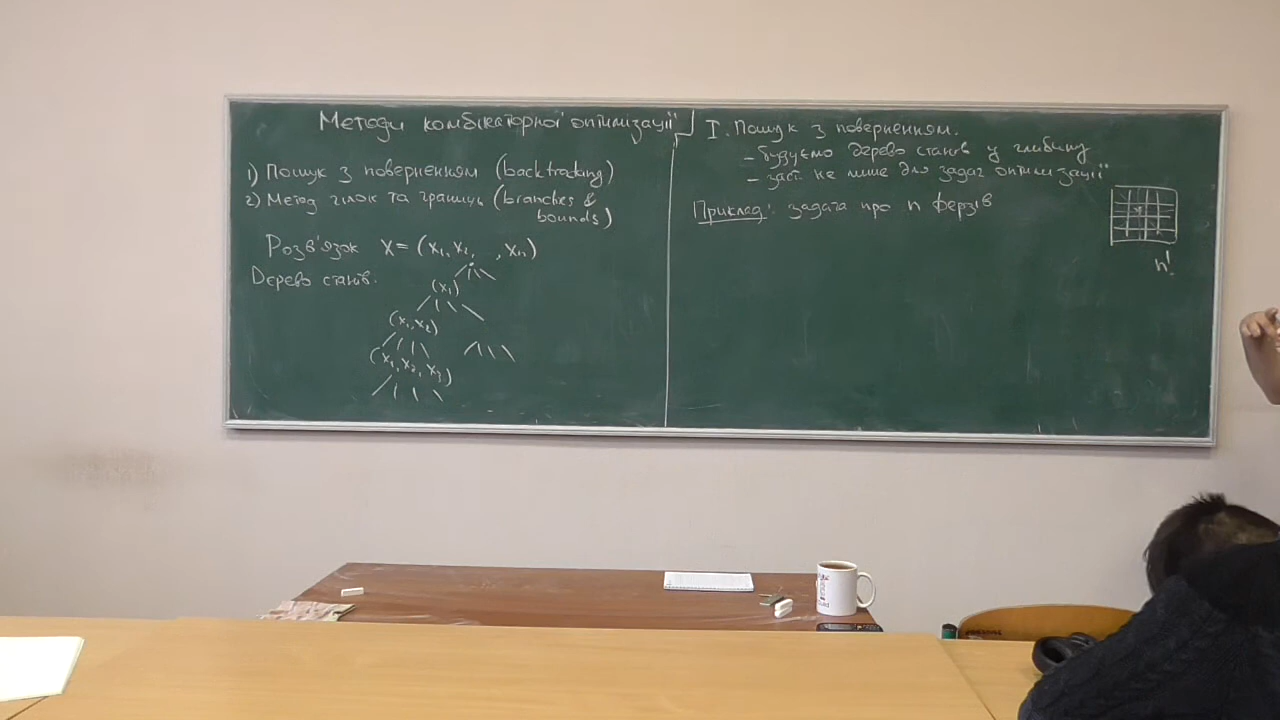 Методи комбінаторної оптимізації
1) Пошук з поверненням (backtracking)
2) Метод гілок та границь (branches &
bounds)
Розв'язок X = (x₁, x₂, , xₙ)
Дерево станів.
(x₁)
(x₁, x₂)
(x₁, x₂, x₃)
I. Пошук з поверненням.
- будуємо дерево станів у глибину
- заст. не лише для задач оптимізації
Приклад: задача про n ферзів
n!